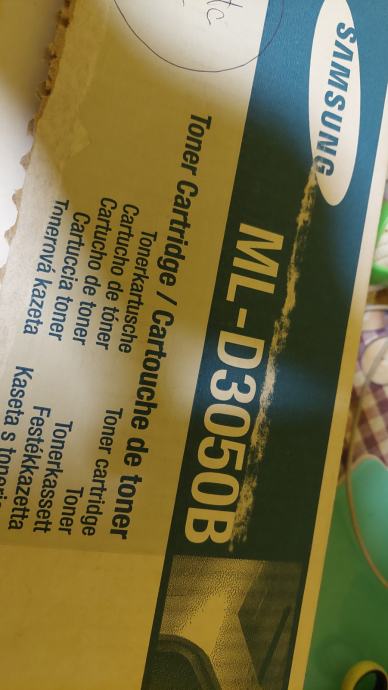 SAMSUNG
ML-D3050B
Toner Cartridge / Cartouche de toner
Tonerkartusche
Cartucho de tóner
Cartucho de toner
Cartuccia toner
Tonerová kazeta
Toner cartridge
Toner
Tonerkassett
Festékkazetta
Kaseta s